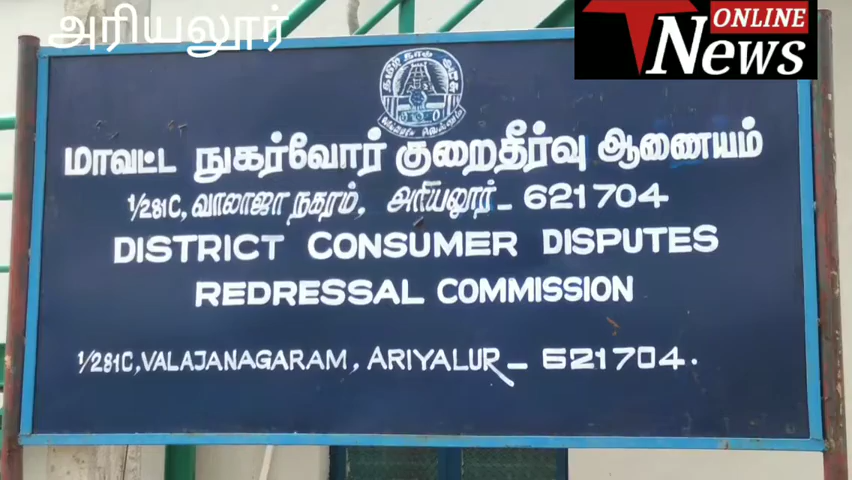 அரியலூர்
T ONLINE
News
மாவட்ட நுகர்வோர் குறைதீர்வு ஆணையம்
1/281C, வாலாஜா நகரம், அரியலூர் - 621704
DISTRICT CONSUMER DISPUTES
REDRESSAL COMMISSION
1/281C, VALAJANAGARAM, ARIYALUR - 621704.